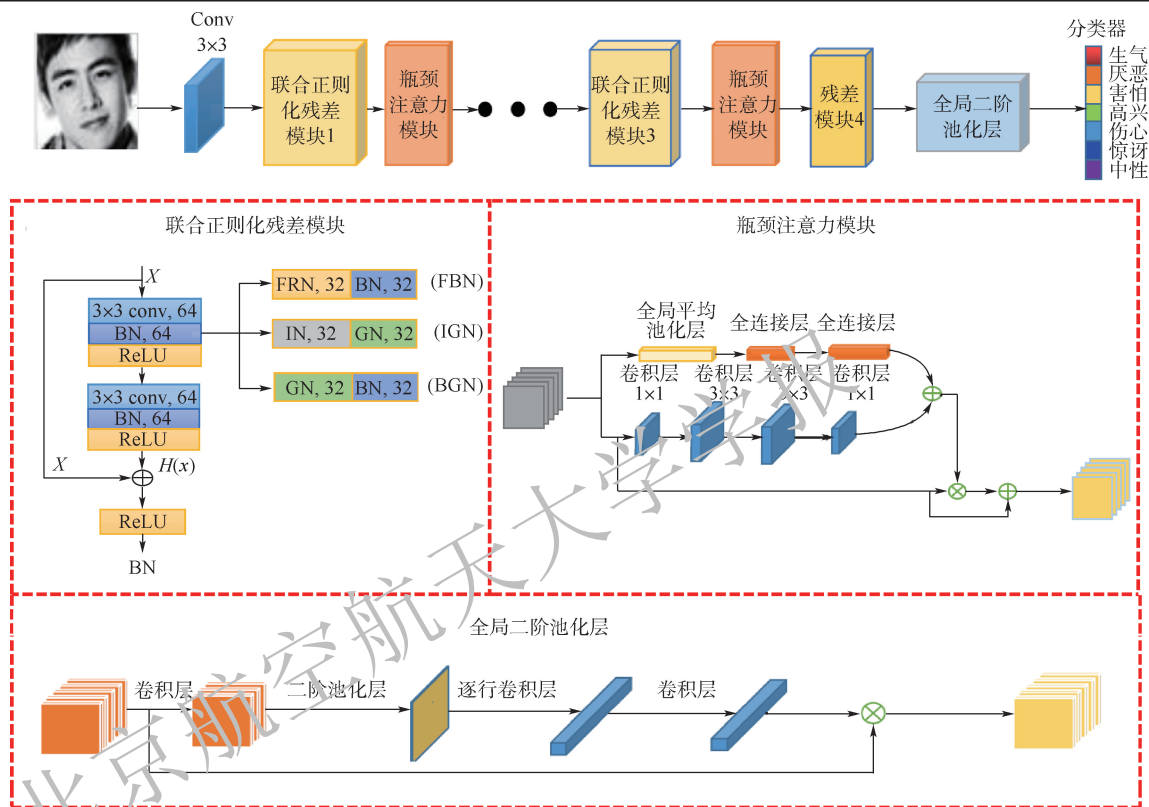 Conv
3×3
联合正则
化残差
模块1
瓶颈
注意力
模块
联合正则
化残差
模块3
瓶颈
注意力
模块
残差
模块4
全局二阶
池化层
分类器
生气
厌恶
害怕
高兴
伤心
惊讶
中性
联合正则化残差模块
X
3×3 conv, 64
BN, 64
ReLU
3×3 conv, 64
BN, 64
ReLU
X
H(x)
ReLU
BN
FRN, 32 BN, 32 (FBN)
IN, 32 GN, 32 (IGN)
GN, 32 BN, 32 (BGN)
瓶颈注意力模块
全局平均
池化层
全连接层 全连接层
卷积层 卷积层 卷积层 卷积层
1×1 3×3 3×3 1×1
全局二阶池化层
卷积层 二阶池化层 逐行卷积层 卷积层
北京航空航天大学学报